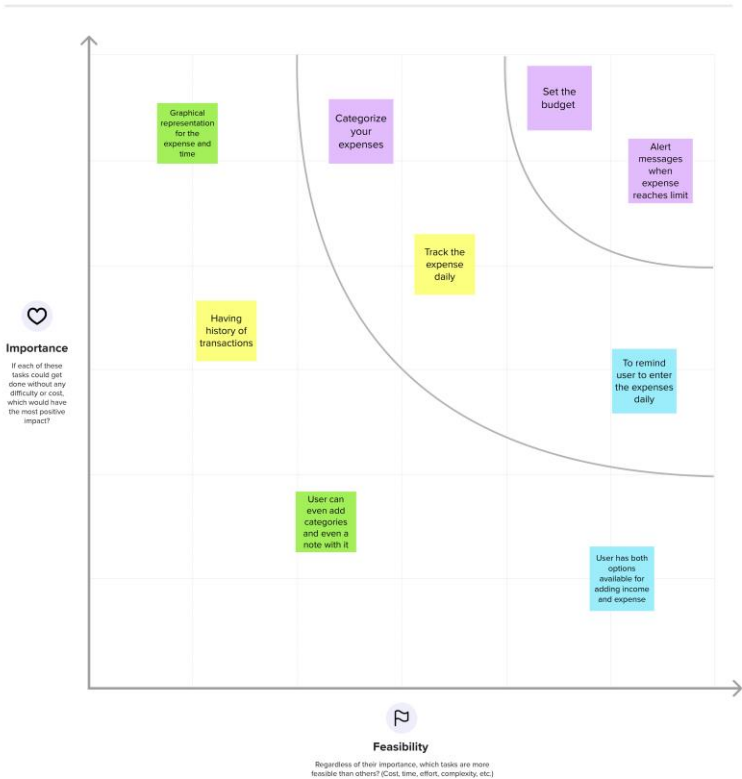 Set the
budget
Graphical
representation
for the
expense and
time
Categorize
your
expenses
Alert
messages
when
expense
reaches limit
Track the
expense
daily
Having
history of
transactions
Importance
If each of these
tasks could get
done without any
difficulty or cost,
which would have
the most positive
impact?
To remind
user to enter
the expenses
daily
User can
even add
categories
and even a
note with it
User has both
options
available for
adding income
and expense
Feasibility
Regardless of their importance, which tasks are more
feasible than others? (Cost, time, effort, complexity, etc.)